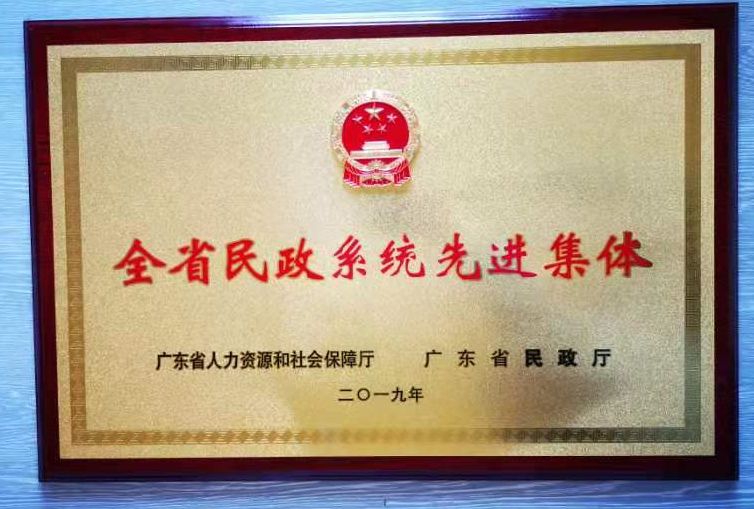 全省民政系统先进集体
广东省人力资源和社会保障厅 广东省民政厅
二〇一九年